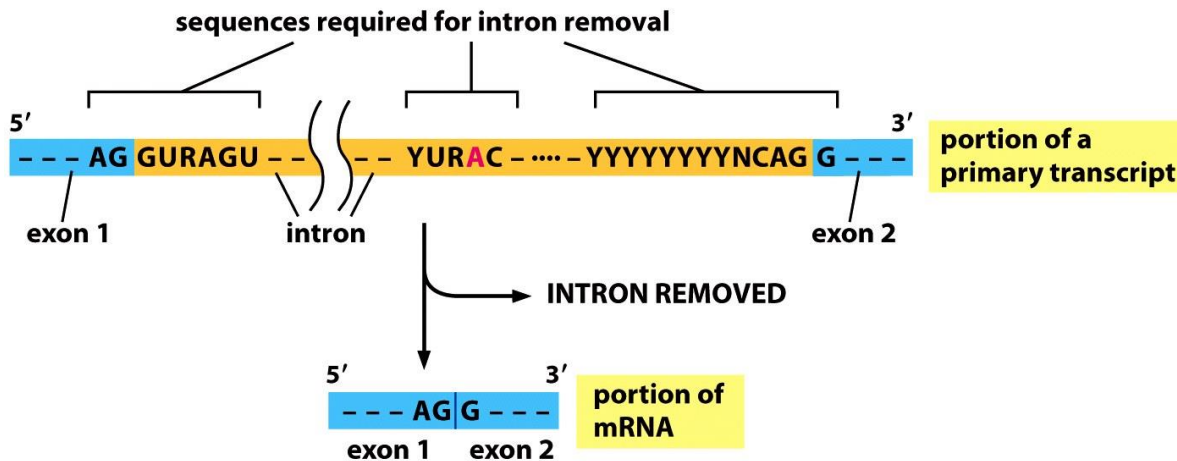 sequences required for intron removal
5′ 3′
– – – AG GURAGU – – – – YURAC – ···· – YYYYYYYYNCAG G – – – –
portion of a
primary transcript
exon 1 intron exon 2
INTRON REMOVED
5′ 3′
– – – AG G – – – –
portion of
mRNA
exon 1 exon 2